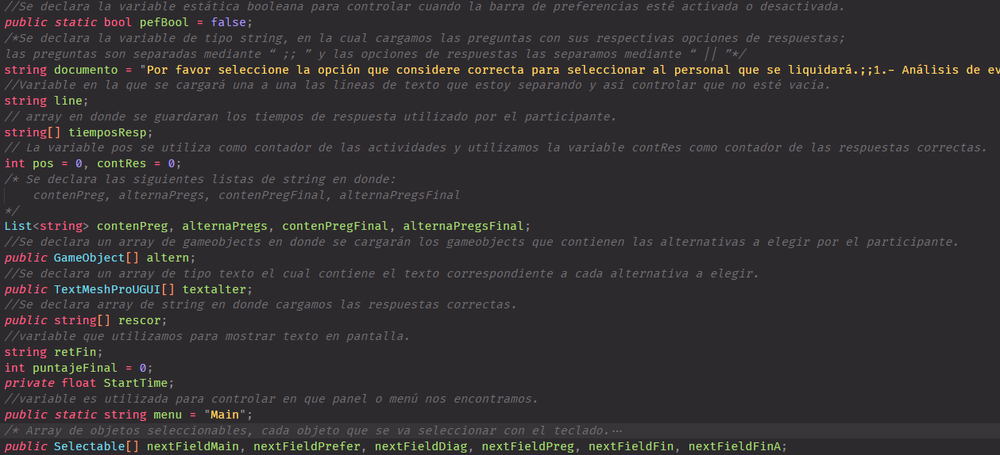 //Se declara la variable estática booleana para controlar cuando la barra de preferencias esté activada o desactivada.
public static bool pefBool = false;
/*Se declara la variable de tipo string, en la cual cargamos las preguntas con sus respectivas opciones de respuestas;
las preguntas son separadas mediante “ ;; ” y las opciones de respuestas las separamos mediante “ || ”*/
string documento = "Por favor seleccione la opción que considere correcta para seleccionar al personal que se liquidará.;;1.- Análisis de ev
//Variable en la que se cargará una a una las líneas de texto que estoy separando y así controlar que no esté vacía.
string line;
// array en donde se guardaran los tiempos de respuesta utilizado por el participante.
string[] tiemposResp;
// La variable pos se utiliza como contador de las actividades y utilizamos la variable contRes como contador de las respuestas correctas.
int pos = 0, contRes = 0;
/* Se declara las siguientes listas de string en donde:
contenPreg, alternaPregs, contenPregFinal, alternaPregsFinal
*/
List<string> contenPreg, alternaPregs, contenPregFinal, alternaPregsFinal;
//Se declara un array de gameobjects en donde se cargarán los gameobjects que contienen las alternativas a elegir por el participante.
public GameObject[] altern;
//Se declara un array de tipo texto el cual contiene el texto correspondiente a cada alternativa a elegir.
public TextMeshProUGUI[] textalter;
//Se declara array de string en donde cargamos las respuestas correctas.
public string[] rescor;
//variable que utilizamos para mostrar texto en pantalla.
string retFin;
int puntajeFinal = 0;
private float StartTime;
//variable es utilizada para controlar en que panel o menú nos encontramos.
public static string menu = "Main";
/* Array de objetos seleccionables, cada objeto que se va seleccionar con el teclado.⋯
public Selectable[] nextFieldMain, nextFieldPrefer, nextFieldDiag, nextFieldPreg, nextFieldFin, nextFieldFinA;